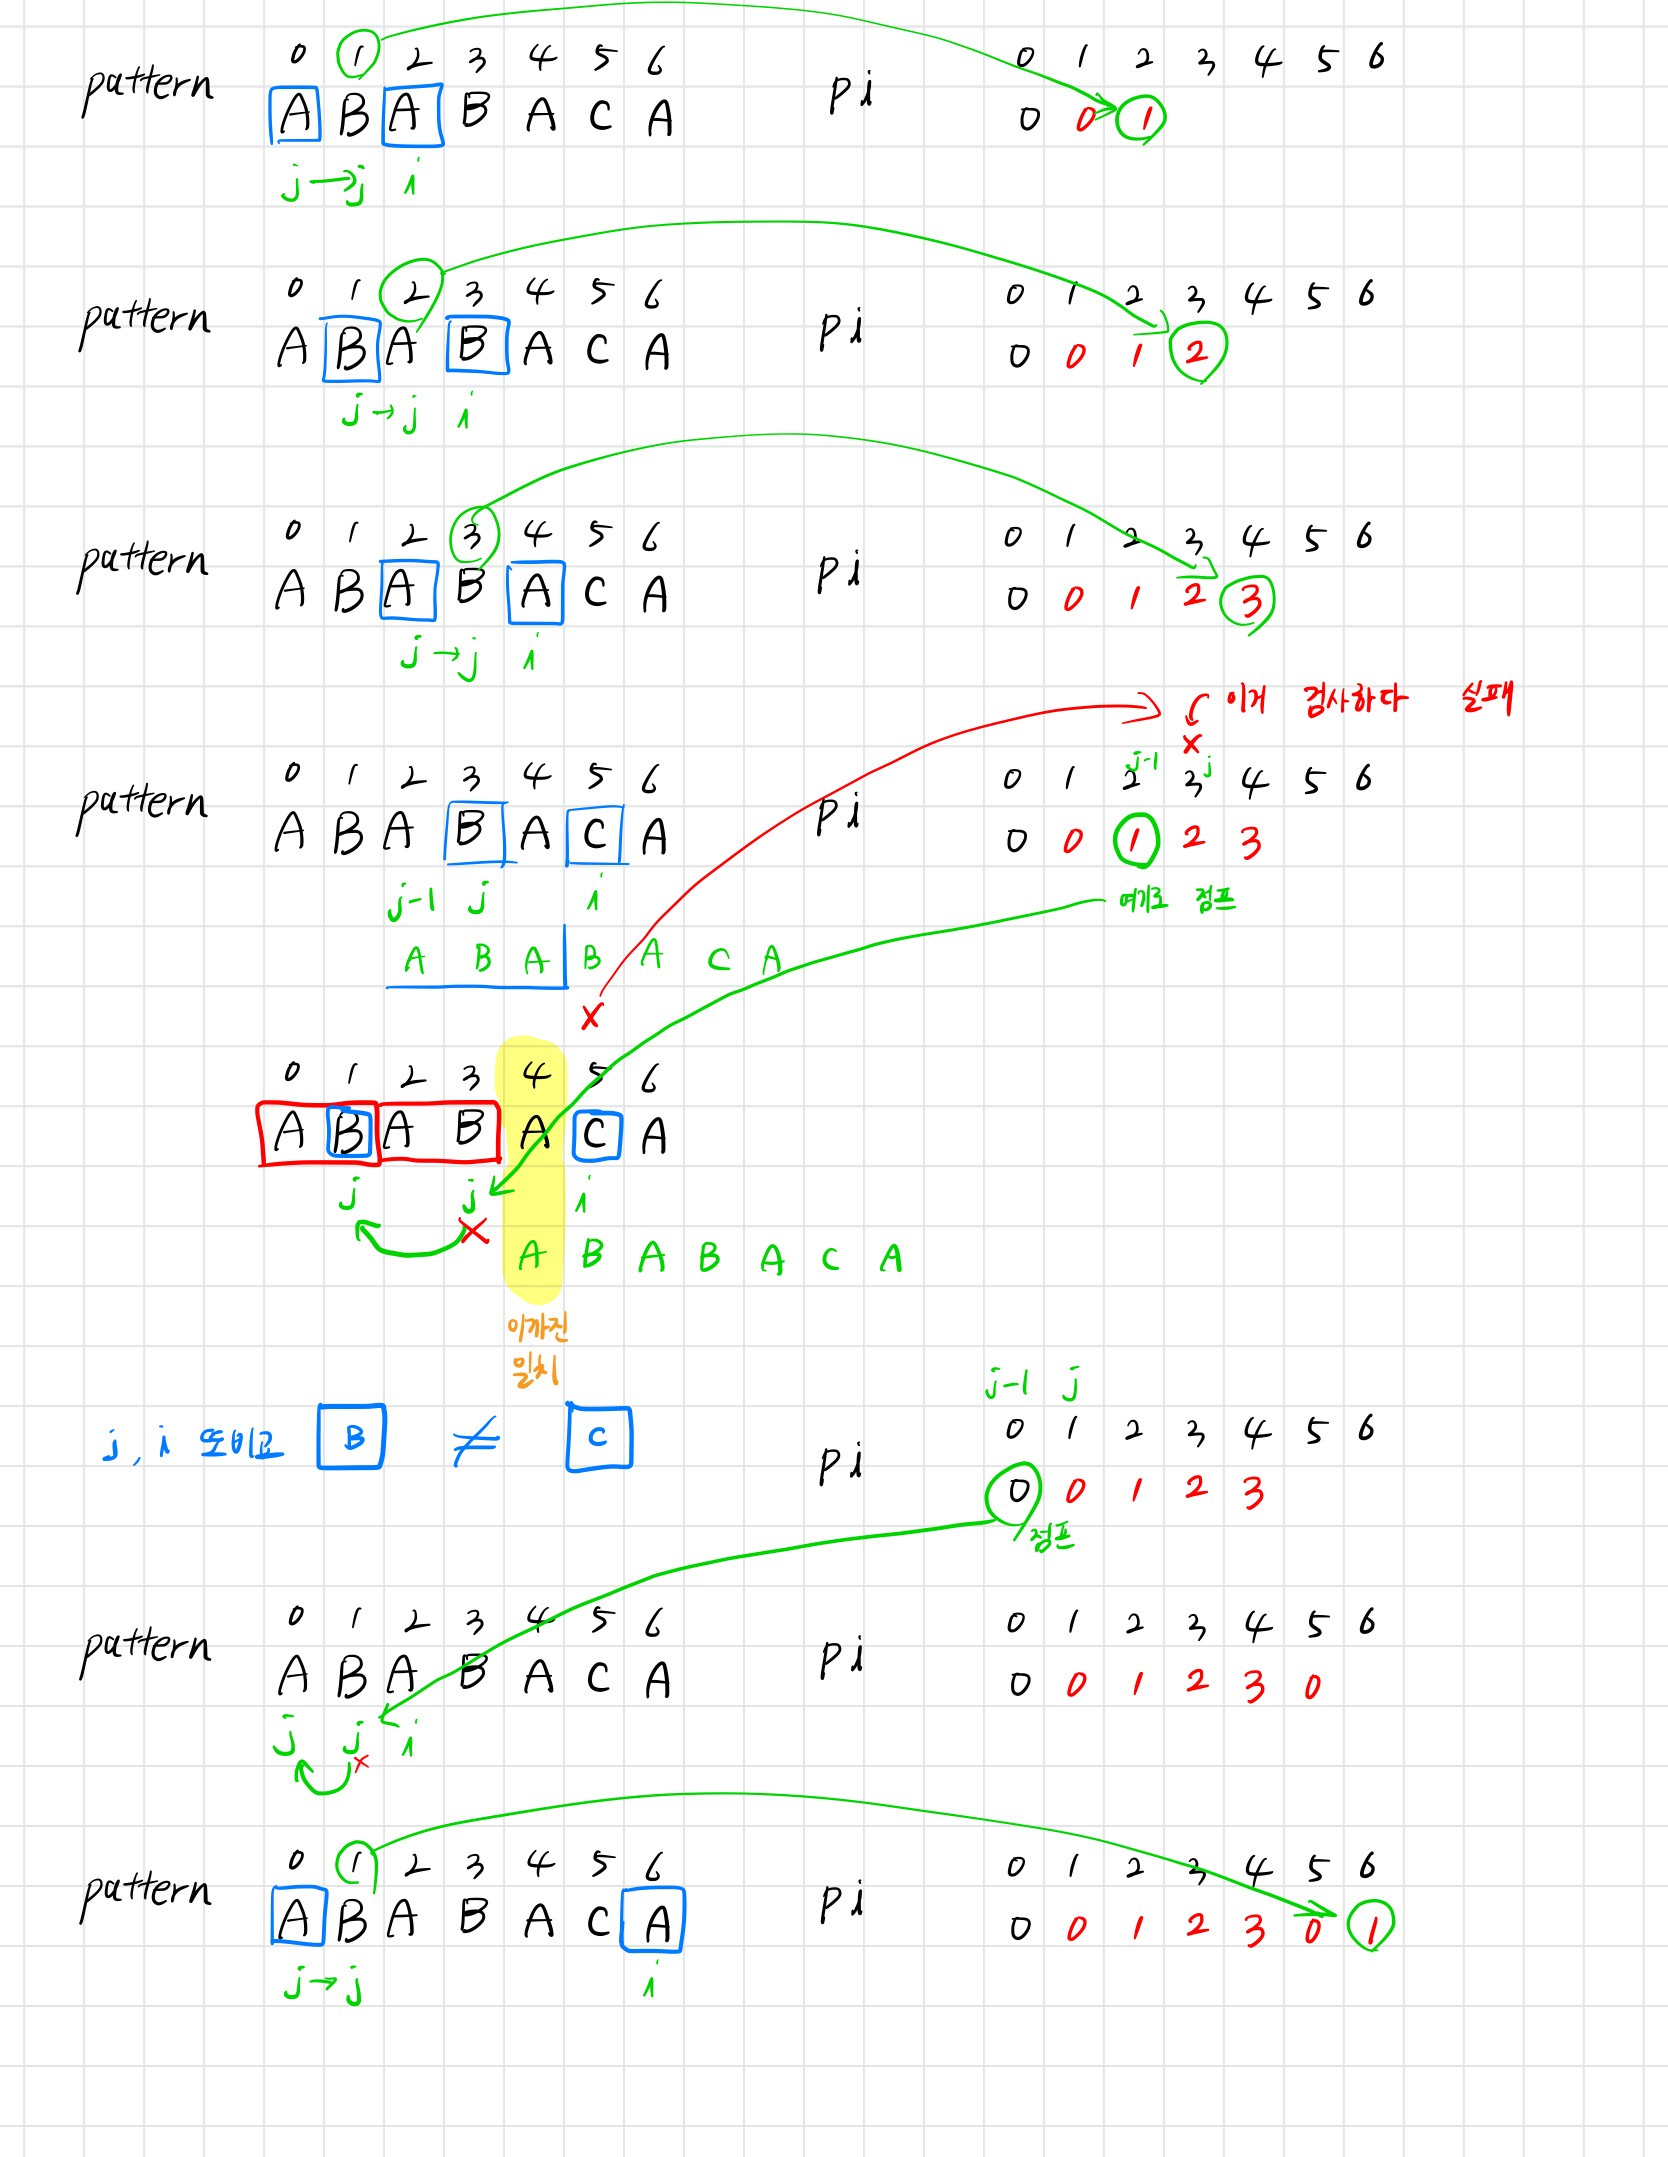 0 1 2 3 4 5 6 0 1 2 3 4 5 6
pattern A B A B A C A pi 0 0 1
j → j i
0 1 2 3 4 5 6 0 1 2 3 4 5 6
pattern A B A B A C A pi 0 0 1 2
j → j i
0 1 2 3 4 5 6 0 1 2 3 4 5 6
pattern A B A B A C A pi 0 0 1 2 3
j → j i
이거 검사하다 실패
x
j-1 j
0 1 2 3 4 5 6 0 1 2 3 4 5 6
pattern A B A B A C A pi 0 0 1 2 3
j-1 j i 여기로 점프
A B A B A C A
x
0 1 2 3 4 5 6
A B A B A C A
j j i
x
A B A B A C A
이까진
일치
j-1 j
0 1 2 3 4 5 6
j, i 또비교 B ≠ C pi 0 0 1 2 3
점프
0 1 2 3 4 5 6 0 1 2 3 4 5 6
pattern A B A B A C A pi 0 0 1 2 3 0
j j i
x
0 1 2 3 4 5 6 0 1 2 3 4 5 6
pattern A B A B A C A pi 0 0 1 2 3 0 1
j → j i